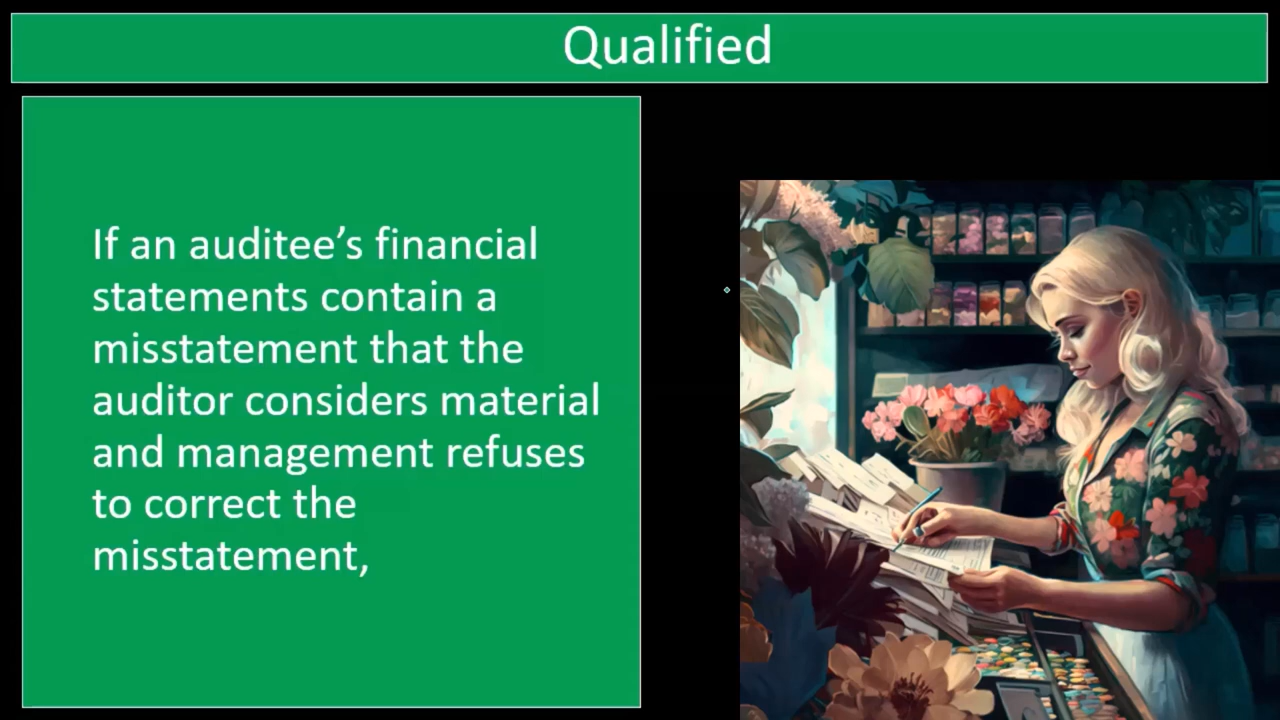 Qualified
If an auditee’s financial
statements contain a
misstatement that the
auditor considers material
and management refuses
to correct the
misstatement,